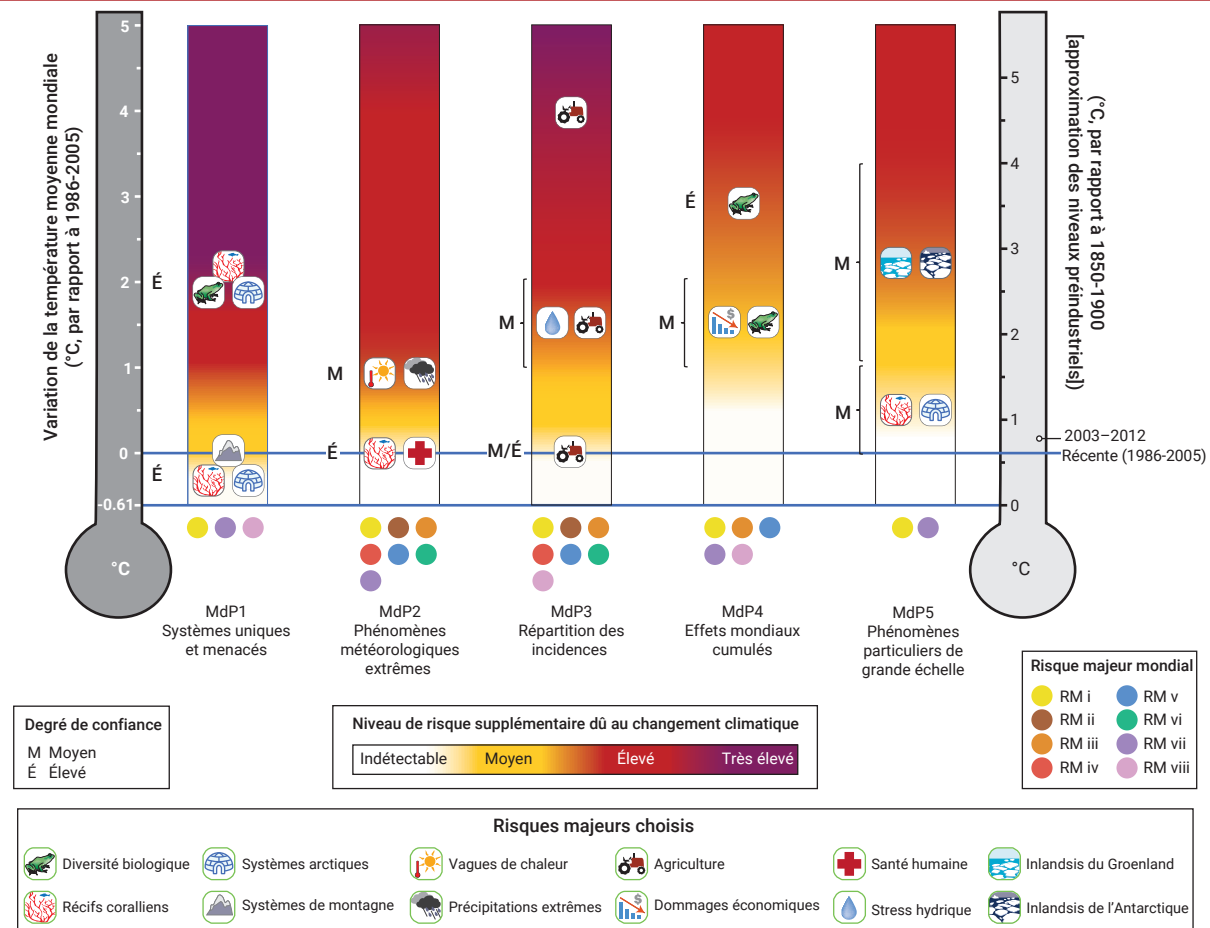 Variation de la température moyenne mondiale
(°C, par rapport à 1986-2005)
5
4
3
2
1
0
-0.61
°C
É
É
M
É
M
M/É
É
M
M
M
$
(°C, par rapport à 1850-1900
[approximation des niveaux préindustriels])
5
4
3
2
1
0
°C
2003–2012
Récente (1986-2005)
MdP1
Systèmes uniques
et menacés
MdP2
Phénomènes
météorologiques
extrêmes
MdP3
Répartition des
incidences
MdP4
Effets mondiaux
cumulés
MdP5
Phénomènes
particuliers de
grande échelle
Risque majeur mondial
RM i
RM ii
RM iii
RM iv
RM v
RM vi
RM vii
RM viii
Degré de confiance
M Moyen
É Élevé
Niveau de risque supplémentaire dû au changement climatique
Indétectable Moyen Élevé Très élevé
Risques majeurs choisis
Diversité biologique
Systèmes arctiques
Vagues de chaleur
Agriculture
Santé humaine
Inlandsis du Groenland
Récifs coralliens
Systèmes de montagne
Précipitations extrêmes
$
Dommages économiques
Stress hydrique
Inlandsis de l'Antarctique